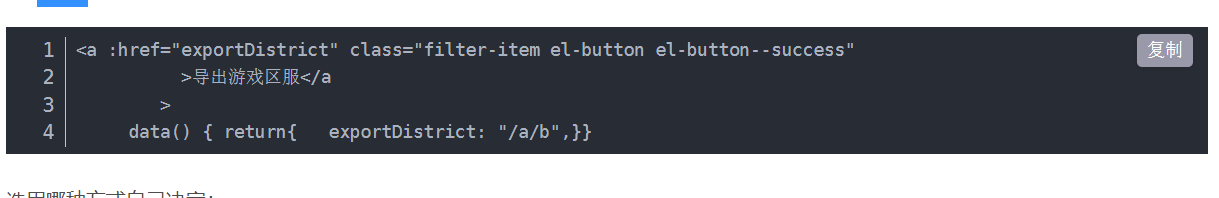 复制
1 <a :href="exportDistrict" class="filter-item el-button el-button--success"
2 >导出游戏区服</a
3 >
4 data() { return{ exportDistrict: "/a/b",}}